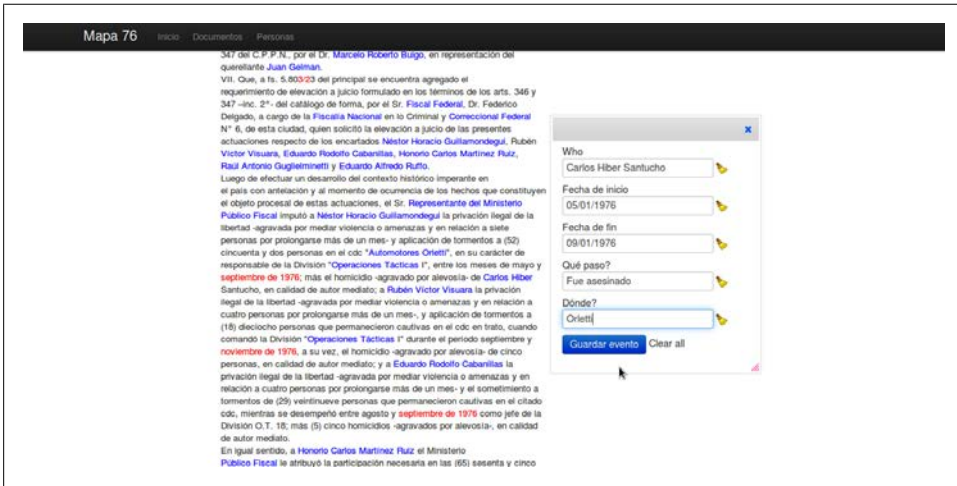 Mapa 76 Inicio Documentos Personas
347 del C.P.P.N., por el Dr. Marcelo Roberto Buigo, en representación del
querellante Juan Gelman.
VII. Que, a fs. 5.803/23 del principal se encuentra agregado el
requerimiento de elevación a juicio formulado en los términos de los arts. 346 y
347 –inc. 2°- del catálogo de forma, por el Sr. Fiscal Federal, Dr. Federico
Delgado, a cargo de la Fiscalía Nacional en lo Criminal y Correccional Federal
N° 6, de esta ciudad, quien solicitó la elevación a juicio de las presentes
actuaciones respecto de los encartados Néstor Horacio Guillamondegui, Rubén
Víctor Visuara, Eduardo Rodolfo Cabanillas, Honorio Carlos Martínez Ruiz,
Raúl Antonio Guglielminetti y Eduardo Alfredo Ruffo.
Luego de efectuar un desarrollo del contexto histórico imperante en
el país con antelación y al momento de ocurrencia de los hechos que constituyen
el objeto procesal de estas actuaciones, el Sr. Representante del Ministerio
Público Fiscal imputó a Néstor Horacio Guillamondegui la privación ilegal de la
libertad -agravada por mediar violencia o amenazas y en relación a siete
personas por prolongarse más de un mes- y aplicación de tormentos a (52)
cincuenta y dos personas en el cdc "Automotores Orletti", en su carácter de
responsable de la División "Operaciones Tácticas I", entre los meses de mayo y
septiembre de 1976; más el homicidio -agravado por alevosía- de Carlos Híber
Santucho, en calidad de autor mediato; a Rubén Víctor Visuara la privación
ilegal de la libertad -agravada por mediar violencia o amenazas y en relación a
cuatro personas por prolongarse más de un mes-, y aplicación de tormentos a
(18) dieciocho personas que permanecieron cautivas en el cdc en trato, cuando
comandó la División "Operaciones Tácticas I" durante el período septiembre y
noviembre de 1976, a su vez, el homicidio -agravado por alevosía- de cinco
personas, en calidad de autor mediato; y a Eduardo Rodolfo Cabanillas la
privación ilegal de la libertad -agravada por mediar violencia o amenazas y en
relación a cuatro personas por prolongarse más de un mes- y el sometimiento a
tormentos de (29) veintinueve personas que permanecieron cautivas en el citado
cdc, mientras se desempeñó entre agosto y septiembre de 1976 como jefe de la
División O.T. 18; más (5) cinco homicidios -agravados por alevosía-, en calidad
de autor mediato.
En igual sentido, a Honorio Carlos Martínez Ruiz el Ministerio
Público Fiscal le atribuyó la participación necesaria en las (65) sesenta y cinco
x
Who
Carlos Hiber Santucho
Fecha de inicio
05/01/1976
Fecha de fin
09/01/1976
Qué paso?
Fue asesinado
Dónde?
Orletti
Guardar evento Clear all